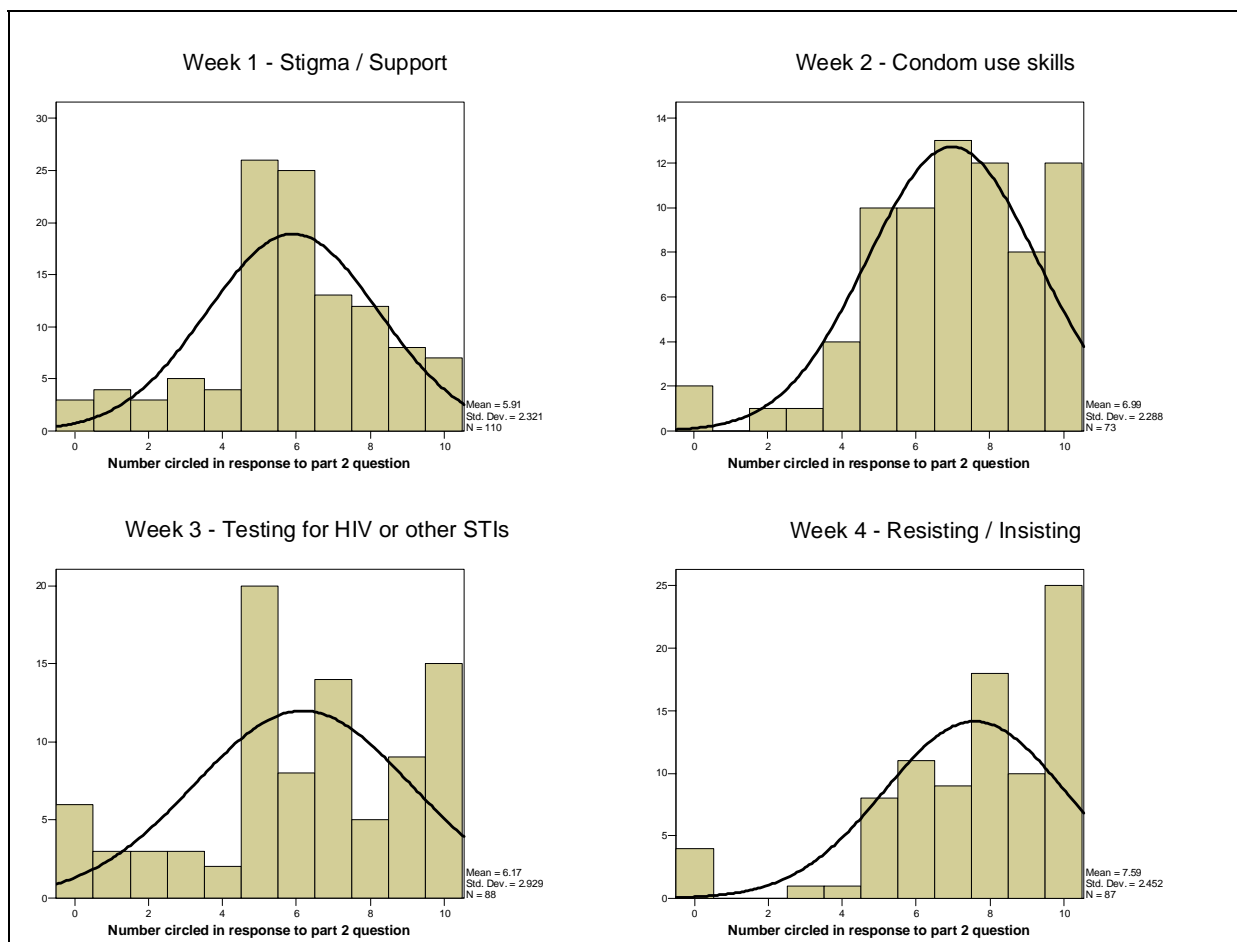 Week 1 - Stigma / Support
30
25
20
15
10
5
0
0 2 4 6 8 10
Number circled in response to part 2 question
Mean = 5.91
Std. Dev. = 2.321
N = 110
Week 2 - Condom use skills
14
12
10
8
6
4
2
0
0 2 4 6 8 10
Number circled in response to part 2 question
Mean = 6.99
Std. Dev. = 2.288
N = 73
Week 3 - Testing for HIV or other STIs
20
15
10
5
0
0 2 4 6 8 10
Number circled in response to part 2 question
Mean = 6.17
Std. Dev. = 2.929
N = 88
Week 4 - Resisting / Insisting
25
20
15
10
5
0
0 2 4 6 8 10
Number circled in response to part 2 question
Mean = 7.59
Std. Dev. = 2.452
N = 87